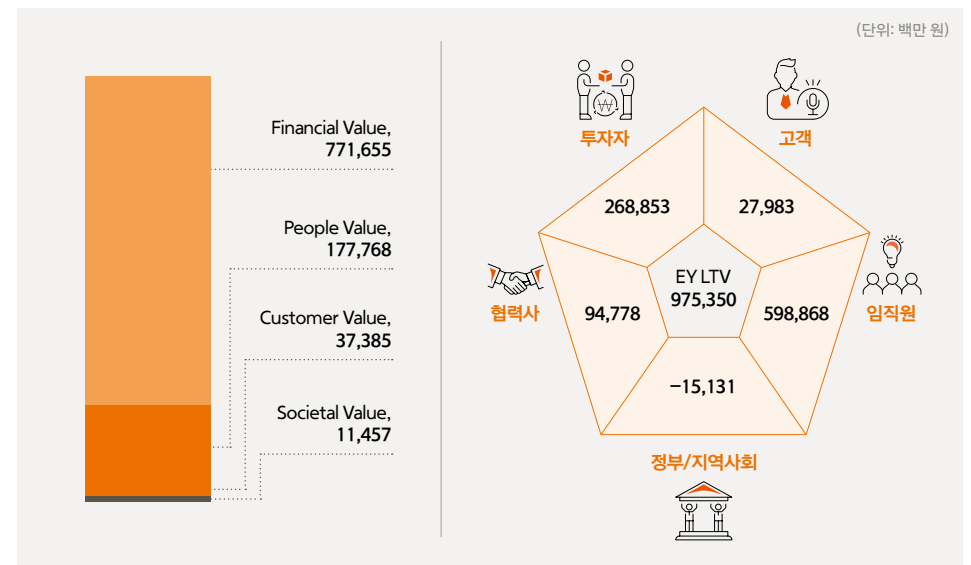 (단위: 백만 원)
Financial Value,
771,655
People Value,
177,768
Customer Value,
37,385
Societal Value,
11,457
투자자
고객
268,853
27,983
EY LTV
975,350
협력사
94,778
598,868
임직원
−15,131
정부/지역사회